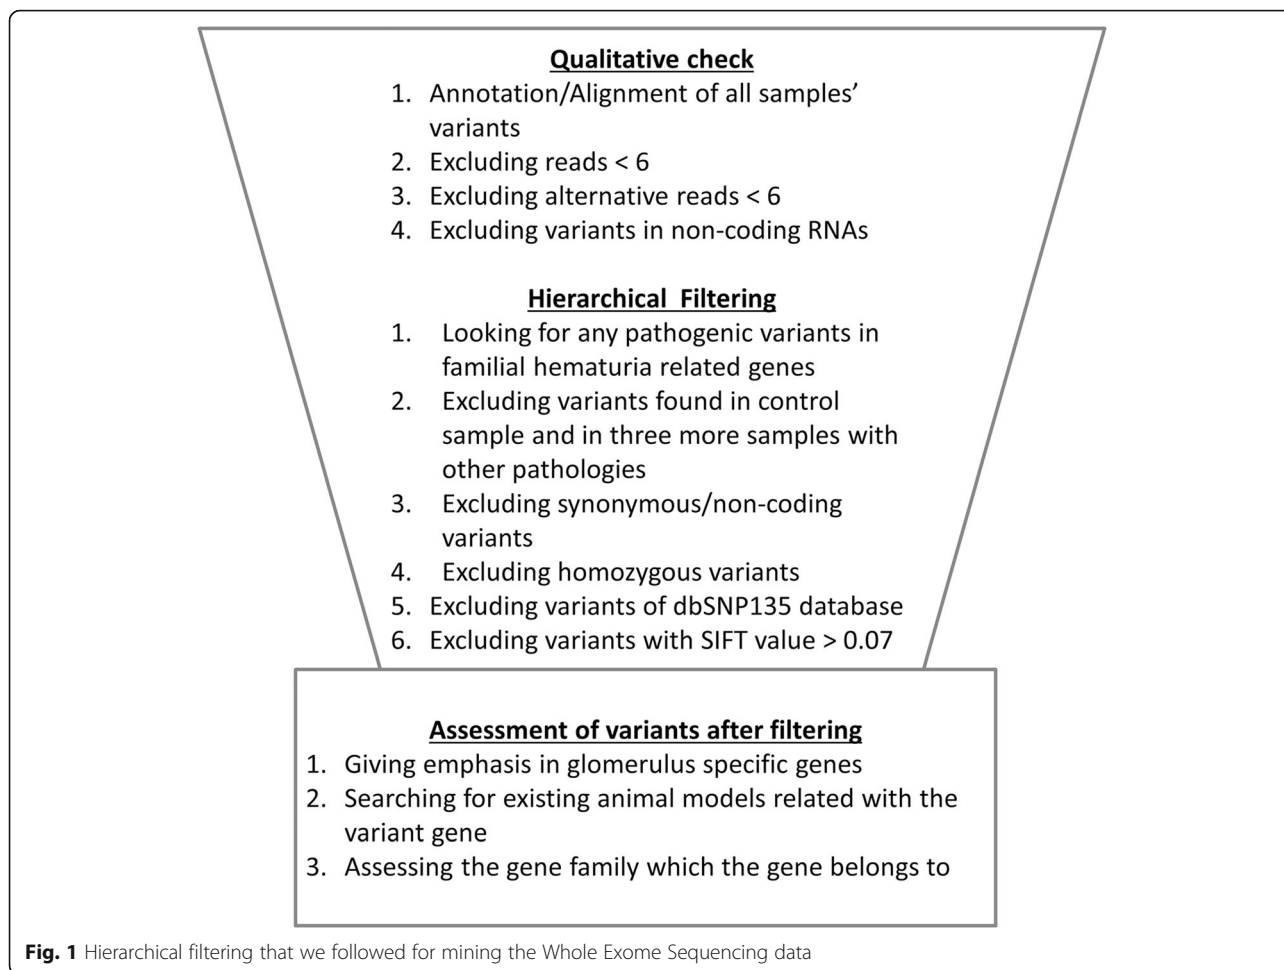 Qualitative check
1. Annotation/Alignment of all samples’
variants
2. Excluding reads < 6
3. Excluding alternative reads < 6
4. Excluding variants in non-coding RNAs
Hierarchical Filtering
1. Looking for any pathogenic variants in
familial hematuria related genes
2. Excluding variants found in control
sample and in three more samples with
other pathologies
3. Excluding synonymous/non-coding
variants
4. Excluding homozygous variants
5. Excluding variants of dbSNP135 database
6. Excluding variants with SIFT value > 0.07
Assessment of variants after filtering
1. Giving emphasis in glomerulus specific genes
2. Searching for existing animal models related with the
variant gene
3. Assessing the gene family which the gene belongs to
Fig. 1 Hierarchical filtering that we followed for mining the Whole Exome Sequencing data